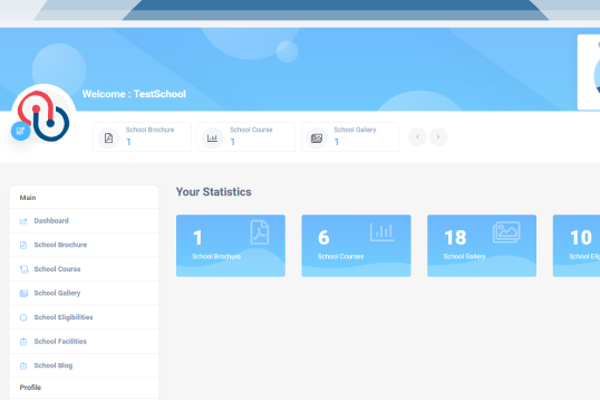 Welcome : TestSchool
School Brochure
1
School Course
1
School Gallery
1
Main
Dashboard
School Brochure
School Course
School Gallery
School Eligibilities
School Facilities
School Blog
Profile
Your Statistics
1
School Brochure
6
School Courses
18
School Gallery
10
School Elig